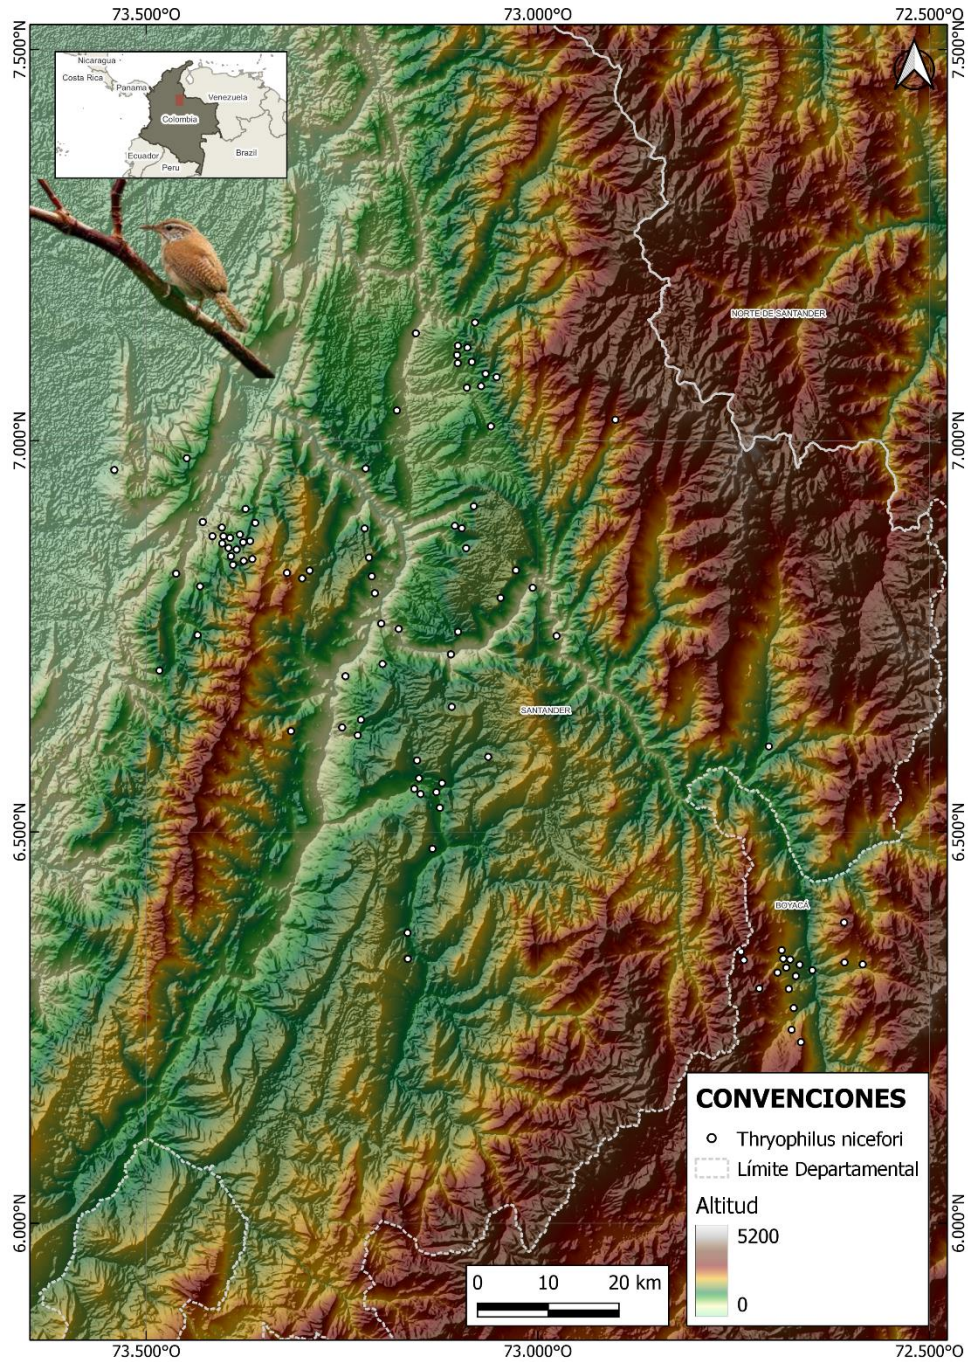 73.500°O 73.000°O 72.500°O
7.500°N 7.500°N
Nicaragua
Costa Rica
Panama
Venezuela
Colombia
Ecuador
Brazil
Peru
NORTE DE SANTANDER
7.000°N 7.000°N
SANTANDER
6.500°N 6.500°N
BOYACÁ
CONVENCIONES
Thryophilus nicefori
Límite Departamental
Altitud
5200
0
6.000°N 6.000°N
0 10 20 km
73.500°O 73.000°O 72.500°O